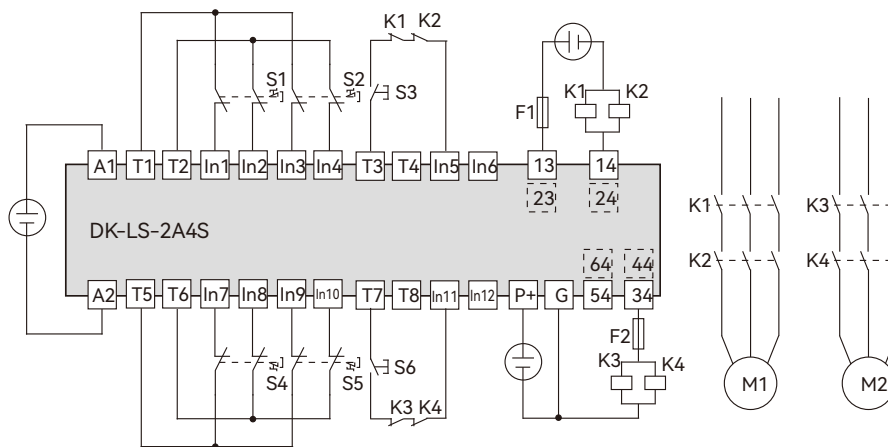 K1 K2
S1 S2 S3
F1 K1 K2
A1 T1 T2 In1 In2 In3 In4 T3 T4 In5 In6 13 14
23 24
DK-LS-2A4S
K1 K3
K2 K4
64 44
A2 T5 T6 In7 In8 In9 In10 T7 T8 In11 In12 P+ G 54 34
F2
S4 S5 S6 K3 K4
K3 K4
M1 M2